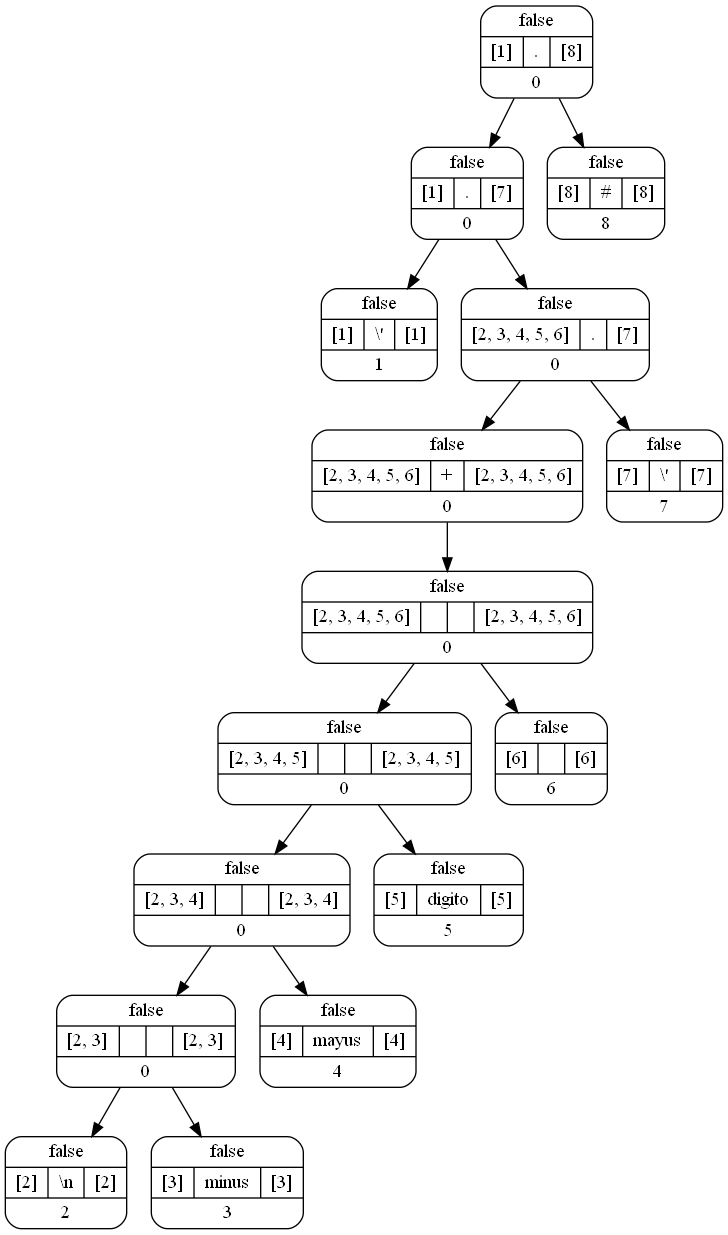 false
[1] . [8]
0
false
[1] . [7]
0
false
[8] # [8]
8
false
[1] \' [1]
1
false
[2, 3, 4, 5, 6] . [7]
0
false
[2, 3, 4, 5, 6] + [2, 3, 4, 5, 6]
0
false
[7] \' [7]
7
false
[2, 3, 4, 5, 6] [2, 3, 4, 5, 6]
0
false
[2, 3, 4, 5] [2, 3, 4, 5]
0
false
[6] [6]
6
false
[2, 3, 4] [2, 3, 4]
0
false
[5] digito [5]
5
false
[2, 3] [2, 3]
0
false
[4] mayus [4]
4
false
[2] \n [2]
2
false
[3] minus [3]
3